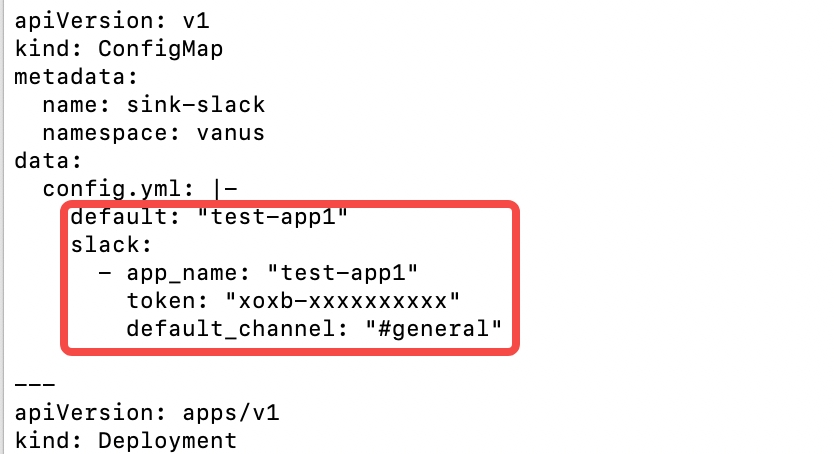 apiVersion: v1
kind: ConfigMap
metadata:
  name: sink-slack
  namespace: vanus
data:
  config.yml: |-
    default: "test-app1"
    slack:
      - app_name: "test-app1"
        token: "xoxb-xxxxxxxxxx"
        default_channel: "#general"

---
apiVersion: apps/v1
kind: Deployment